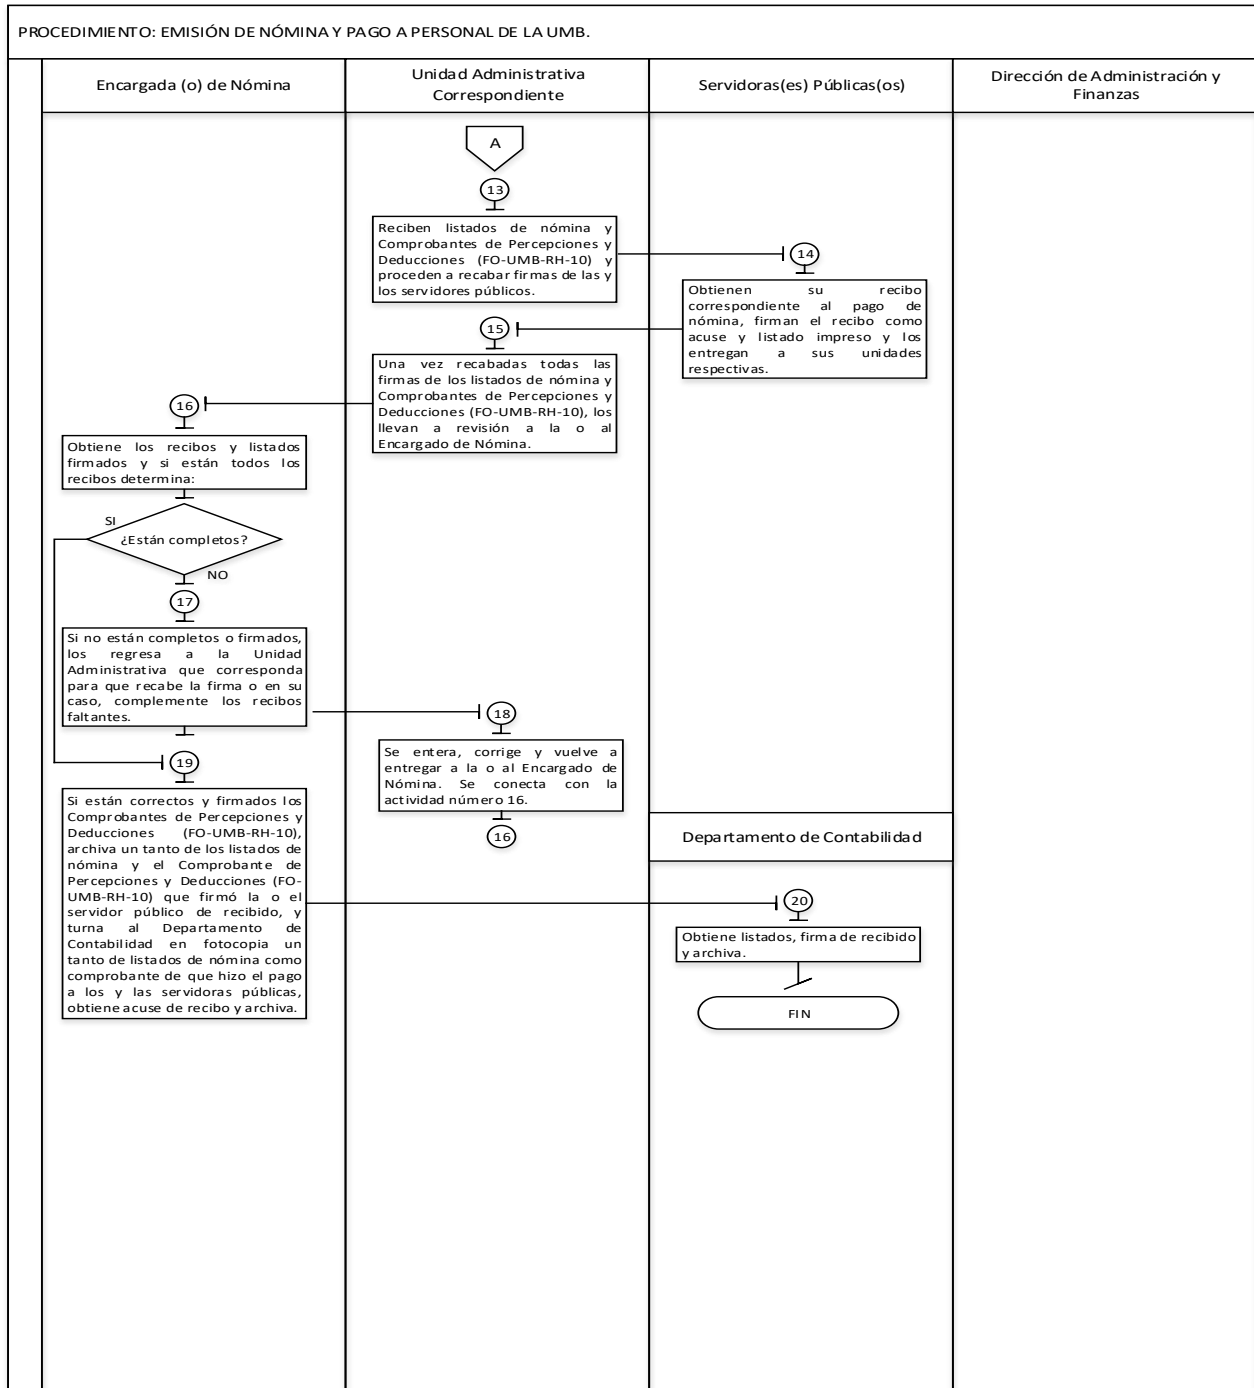 PROCEDIMIENTO: EMISIÓN DE NÓMINA Y PAGO A PERSONAL DE LA UMB.
Encargada (o) de Nómina
Unidad Administrativa
Correspondiente
Servidoras(es) Públicas(os)
Dirección de Administración y
Finanzas
A
13
Reciben listados de nómina y
Comprobantes de Percepciones y
Deducciones (FO-UMB-RH-10) y
proceden a recabar firmas de las y
los servidores públicos.
14
Obtienen su recibo
correspondiente al pago de
nómina, firman el recibo como
acuse y listado impreso y los
entregan a sus unidades
respectivas.
15
Una vez recabadas todas las
firmas de los listados de nómina y
Comprobantes de Percepciones y
Deducciones (FO-UMB-RH-10), los
llevan a revisión a la o al
Encargado de Nómina.
16
Obtiene los recibos y listados
firmados y si están todos los
recibos determina:
SI
¿Están completos?
NO
17
Si no están completos o firmados,
los regresa a la Unidad
Administrativa que corresponda
para que recabe la firma o en su
caso, complemente los recibos
faltantes.
18
Se entera, corrige y vuelve a
entregar a la o al Encargado de
Nómina. Se conecta con la
actividad número 16.
16
19
Si están correctos y firmados los
Comprobantes de Percepciones y
Deducciones (FO-UMB-RH-10),
archiva un tanto de los listados de
nómina y el Comprobante de
Percepciones y Deducciones (FO-
UMB-RH-10) que firmó la o el
servidor público de recibido, y
turna al Departamento de
Contabilidad en fotocopia un
tanto de listados de nómina como
comprobante de que hizo el pago
a los y las servidoras públicas,
obtiene acuse de recibo y archiva.
Departamento de Contabilidad
20
Obtiene listados, firma de recibido
y archiva.
FIN